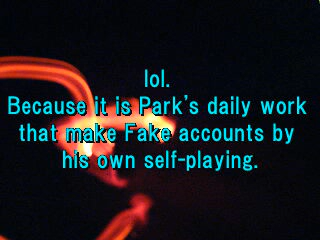 lol.
Because it is Park's daily work
that make Fake accounts by
his own self-playing.